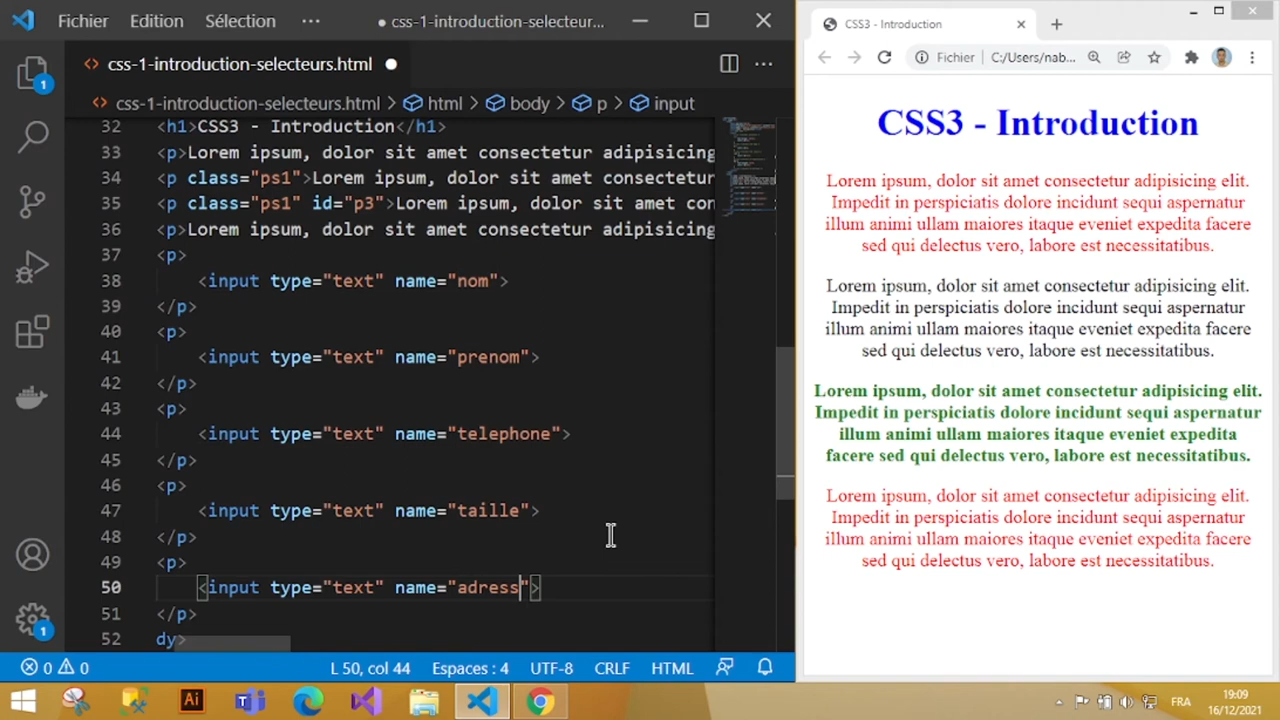 Fichier Edition Sélection ··· ● css-1-introduction-selecteur...
css-1-introduction-selecteurs.html ●
css-1-introduction-selecteurs.html > html > body > p > input
32 <h1>CSS3 - Introduction</h1>
33 <p>Lorem ipsum, dolor sit amet consectetur adipisicing
34 <p class="ps1">Lorem ipsum, dolor sit amet consectetur
35 <p class="ps1" id="p3">Lorem ipsum, dolor sit amet con
36 <p>Lorem ipsum, dolor sit amet consectetur adipisicing
37 <p>
38 <input type="text" name="nom">
39 </p>
40 <p>
41 <input type="text" name="prenom">
42 </p>
43 <p>
44 <input type="text" name="telephone">
45 </p>
46 <p>
47 <input type="text" name="taille">
48 </p>
49 <p>
50 <input type="text" name="adress">
51 </p>
52 dy>
1
1
0 0 L 50, col 44 Espaces : 4 UTF-8 CRLF HTML
CSS3 - Introduction
Fichier C:/Users/nab...
CSS3 - Introduction
Lorem ipsum, dolor sit amet consectetur adipisicing elit.
Impedit in perspiciatis dolore incidunt sequi aspernatur
illum animi ullam maiores itaque eveniet expedita facere
sed qui delectus vero, labore est necessitatibus.
Lorem ipsum, dolor sit amet consectetur adipisicing elit.
Impedit in perspiciatis dolore incidunt sequi aspernatur
illum animi ullam maiores itaque eveniet expedita facere
sed qui delectus vero, labore est necessitatibus.
Lorem ipsum, dolor sit amet consectetur adipisicing elit.
Impedit in perspiciatis dolore incidunt sequi aspernatur
illum animi ullam maiores itaque eveniet expedita
facere sed qui delectus vero, labore est necessitatibus.
Lorem ipsum, dolor sit amet consectetur adipisicing elit.
Impedit in perspiciatis dolore incidunt sequi aspernatur
illum animi ullam maiores itaque eveniet expedita facere
sed qui delectus vero, labore est necessitatibus.
Ai
FRA
19:09
16/12/2021